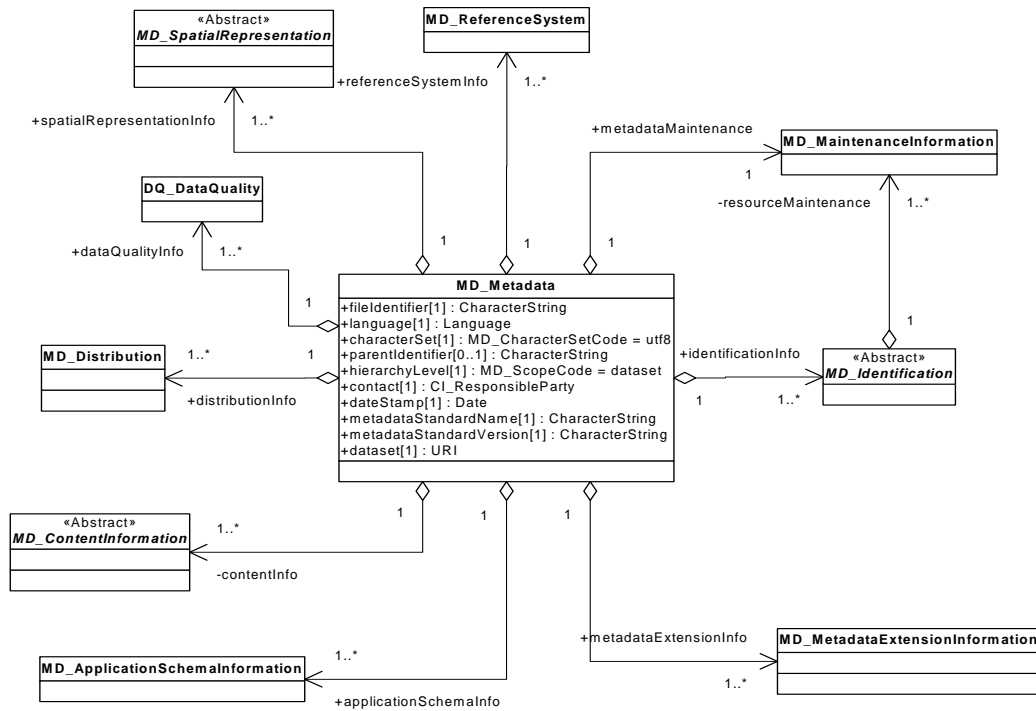 «Abstract»
MD_SpatialRepresentation
MD_ReferenceSystem
+referenceSystemInfo
1..*
+spatialRepresentationInfo
1..*
+metadataMaintenance
MD_MaintenanceInformation
1
DQ_DataQuality
-resourceMaintenance
1..*
+dataQualityInfo
1..*
1
1
1
MD_Metadata
+fileIdentifier[1] : CharacterString
+language[1] : Language
+characterSet[1] : MD_CharacterSetCode = utf8
+parentIdentifier[0..1] : CharacterString
+hierarchyLevel[1] : MD_ScopeCode = dataset
+contact[1] : CI_ResponsibleParty
+dateStamp[1] : Date
+metadataStandardName[1] : CharacterString
+metadataStandardVersion[1] : CharacterString
+dataset[1] : URI
1
1
MD_Distribution
1..*
1
+distributionInfo
+identificationInfo
«Abstract»
MD_Identification
1
1..*
1
1
1
«Abstract»
MD_ContentInformation
1..*
-contentInfo
+metadataExtensionInfo
MD_MetadataExtensionInformation
1..*
MD_ApplicationSchemaInformation
1..*
+applicationSchemaInfo